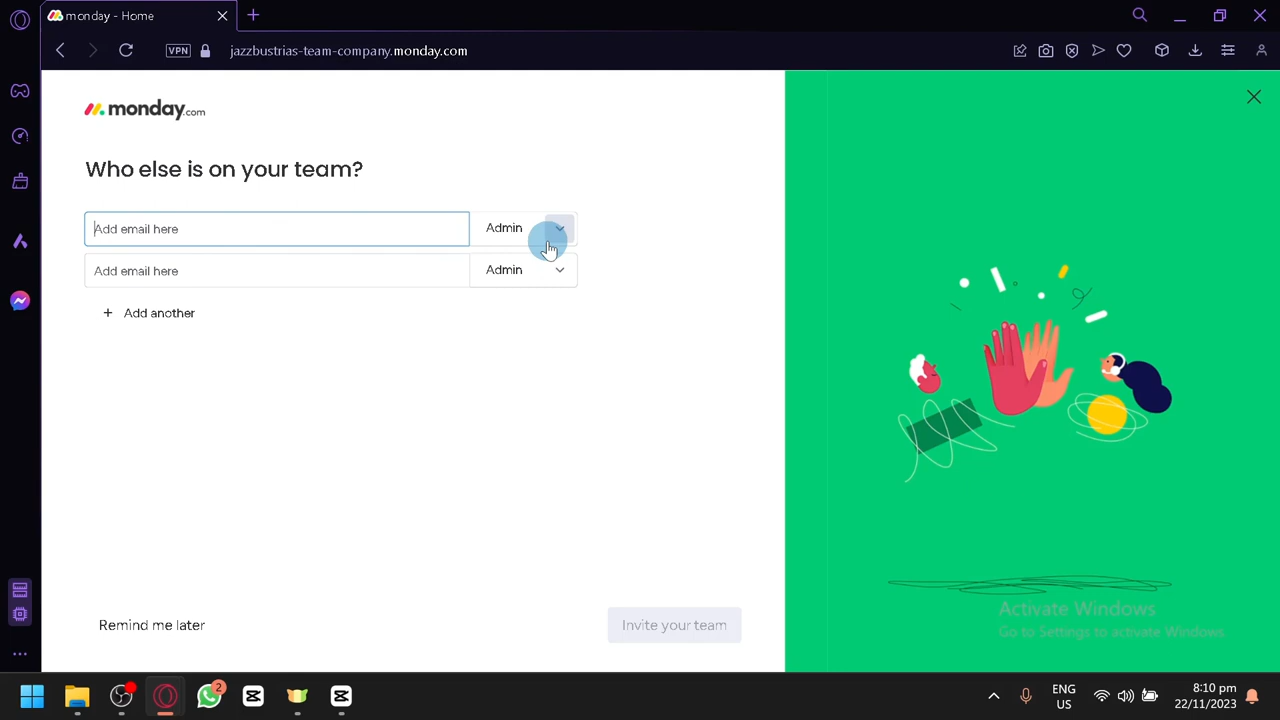 monday - Home
VPN
jazzbustrias-team-company.monday.com
monday.com
Who else is on your team?
Add email here
Admin
Add email here
Admin
+ Add another
Remind me later
Invite your team
Activate Windows
Go to Settings to activate Windows
2
ENG
US
8:10 pm
22/11/2023